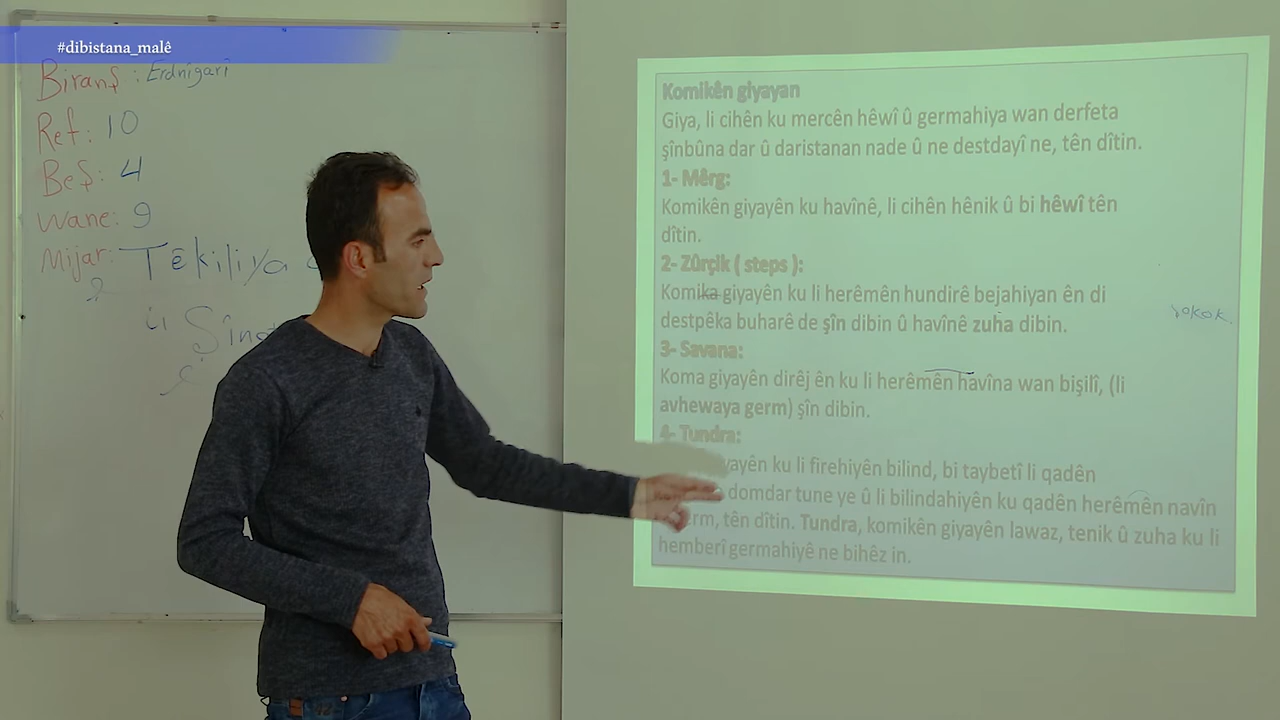 #dibistana_malê
Biranş : Erdnîgarî
Ref: 10
Beş: 4
Wane: 9
Mijar: Têkiliya
û Şîn
Komikên giyayan
Giya, li cihên ku mercên hêwî û germahiya wan derfeta
şînbûna dar û daristanan nade û ne destdayî ne, tên dîtin.
1- Mêrg:
Komikên giyayên ku havînê, li cihên hênik û bi hêwî tên
dîtin.
2- Zûrçik ( steps ):
Komika giyayên ku li herêmên hundirê bejahiyan ên di
destpêka buharê de şîn dibin û havînê zuha dibin.
3- Savana:
Koma giyayên dirêj ên ku li herêmên havîna wan bişilî, (li
avhewaya germ) şîn dibin.
4- Tundra:
ku li firehiyên bilind, bi taybetî li qadên
domdar tune ye û li bilindahiyên ku qadên herêmên navîn
tên dîtin. Tundra, komikên giyayên lawaz, tenik û zuha ku li
hemberî germahiyê ne bihêz in.